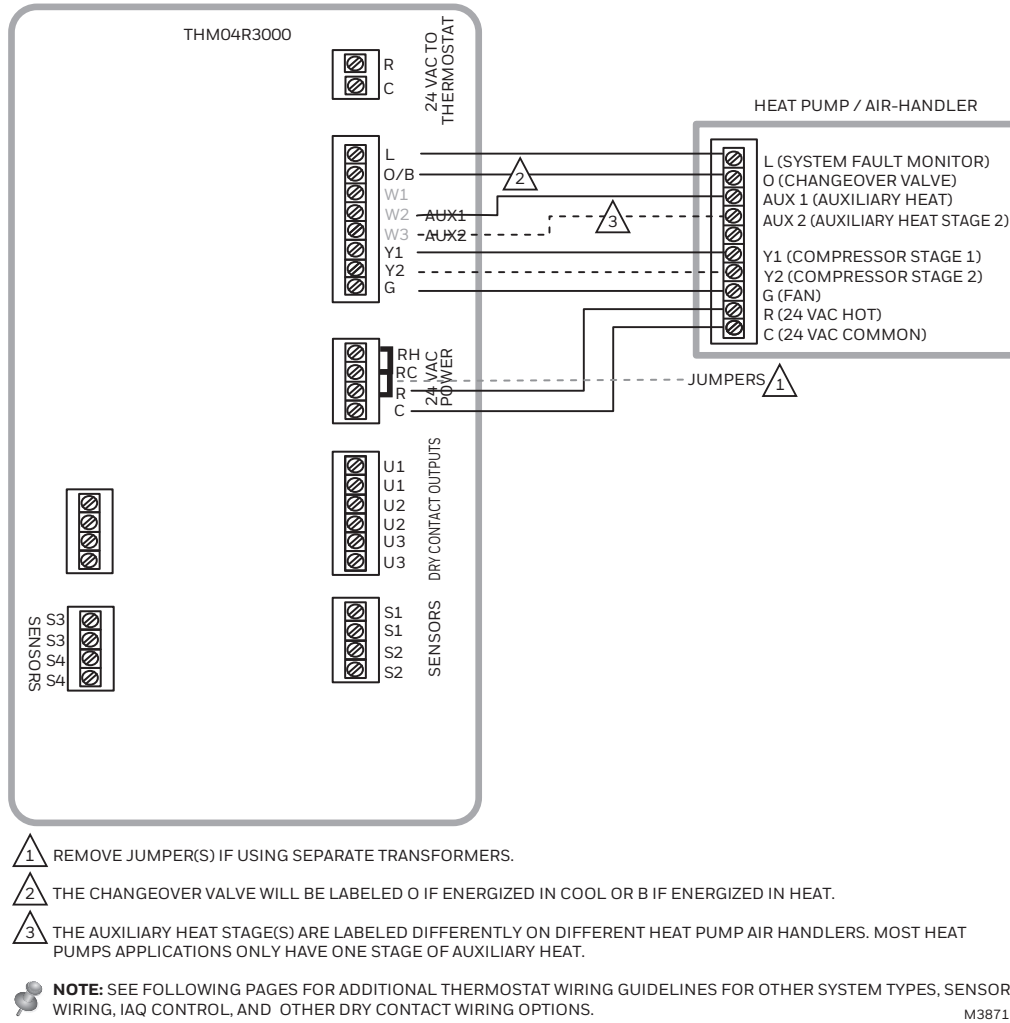 THM04R3000
R
C
24 VAC TO
THERMOSTAT
HEAT PUMP / AIR-HANDLER
L
O/B
W1
W2 AUX1
W3 AUX2
Y1
Y2
G
2
3
L (SYSTEM FAULT MONITOR)
O (CHANGEOVER VALVE)
AUX 1 (AUXILIARY HEAT)
AUX 2 (AUXILIARY HEAT STAGE 2)
Y1 (COMPRESSOR STAGE 1)
Y2 (COMPRESSOR STAGE 2)
G (FAN)
R (24 VAC HOT)
C (24 VAC COMMON)
RH
RC
R
C
24 VAC
POWER
JUMPERS 1
U1
U1
U2
U2
U3
U3
DRY CONTACT OUTPUTS
S3
S3
S4
S4
SENSORS
S1
S1
S2
S2
SENSORS
1 REMOVE JUMPER(S) IF USING SEPARATE TRANSFORMERS.
2 THE CHANGEOVER VALVE WILL BE LABELED O IF ENERGIZED IN COOL OR B IF ENERGIZED IN HEAT.
3 THE AUXILIARY HEAT STAGE(S) ARE LABELED DIFFERENTLY ON DIFFERENT HEAT PUMP AIR HANDLERS. MOST HEAT
PUMPS APPLICATIONS ONLY HAVE ONE STAGE OF AUXILIARY HEAT.
NOTE: SEE FOLLOWING PAGES FOR ADDITIONAL THERMOSTAT WIRING GUIDELINES FOR OTHER SYSTEM TYPES, SENSOR
WIRING, IAQ CONTROL, AND OTHER DRY CONTACT WIRING OPTIONS.
M3871